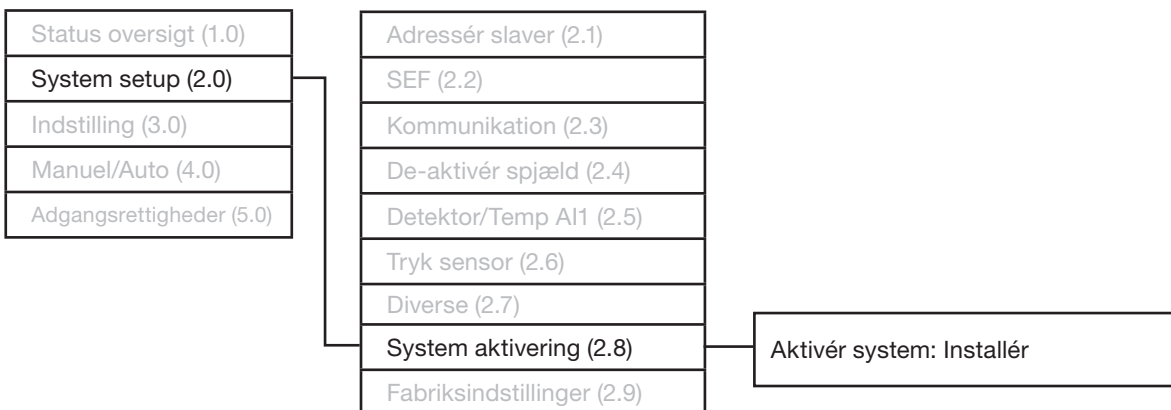 Status oversigt (1.0)
System setup (2.0)
Indstilling (3.0)
Manuel/Auto (4.0)
Adgangsrettigheder (5.0)
Adressér slaver (2.1)
SEF (2.2)
Kommunikation (2.3)
De-aktivér spjæld (2.4)
Detektor/Temp AI1 (2.5)
Tryk sensor (2.6)
Diverse (2.7)
System aktivering (2.8)
Fabriksindstillinger (2.9)
Aktivér system: Installér